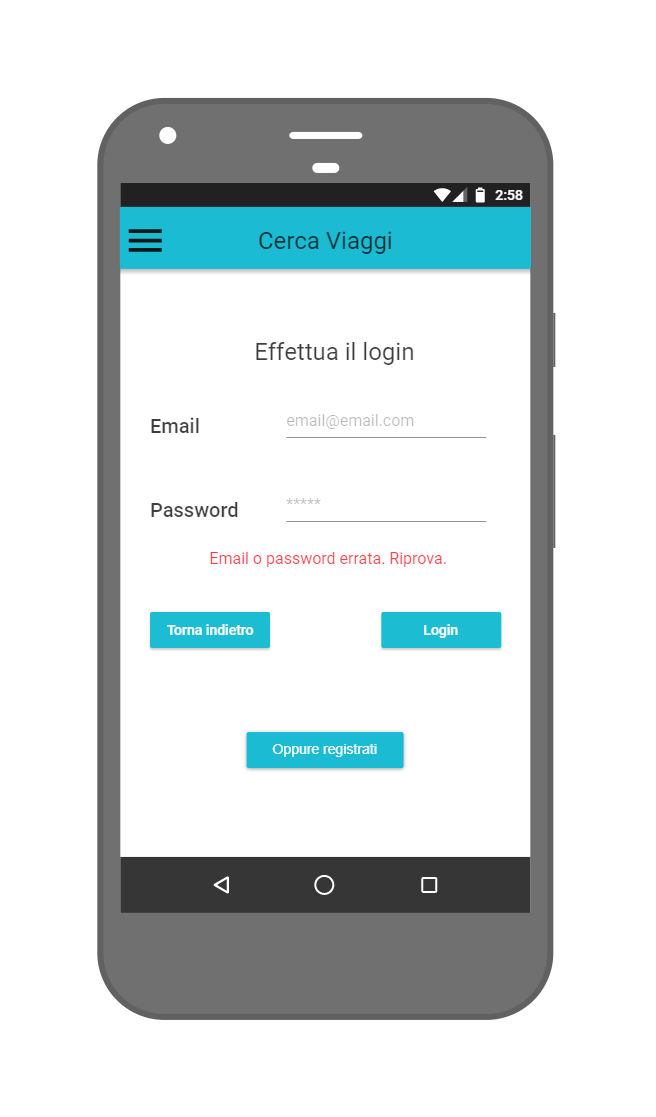 2:58
Cerca Viaggi
Effettua il login
Email
email@email.com
Password
*****
Email o password errata. Riprova.
Torna indietro
Login
Oppure registrati